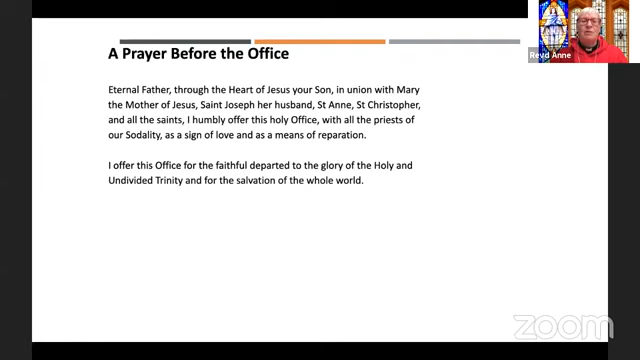 A Prayer Before the Office
Eternal Father, through the Heart of Jesus your Son, in union with Mary
the Mother of Jesus, Saint Joseph her husband, St Anne, St Christopher,
and all the saints, I humbly offer this holy Office, with all the priests of
our Sodality, as a sign of love and as a means of reparation.
I offer this Office for the faithful departed to the glory of the Holy and
Undivided Trinity and for the salvation of the whole world.
Revd Anne
zoom